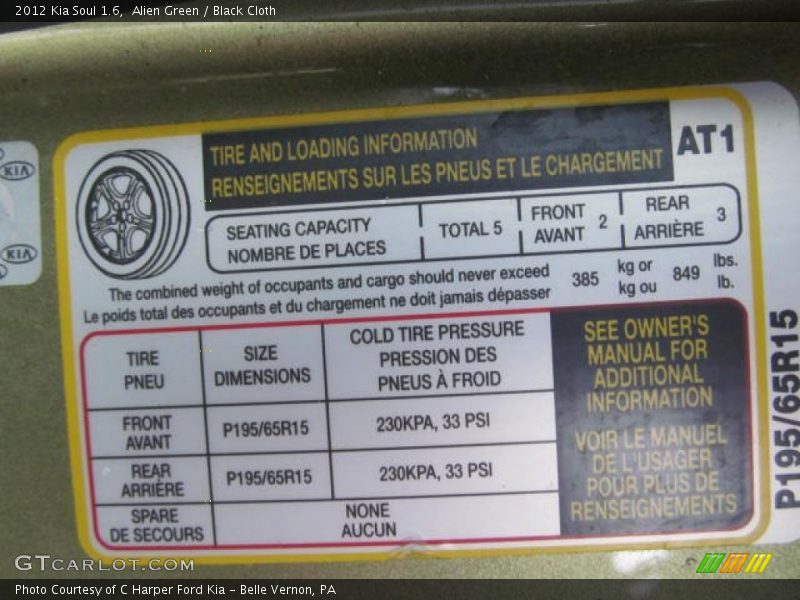 2012 Kia Soul 1.6,  Alien Green / Black Cloth
KIA
KIA
TIRE AND LOADING INFORMATION
RENSEIGNEMENTS SUR LES PNEUS ET LE CHARGEMENT
AT1
SEATING CAPACITY
NOMBRE DE PLACES
TOTAL 5
FRONT
AVANT
2
REAR
ARRIÈRE
3
The combined weight of occupants and cargo should never exceed 385 kg or 849 lbs.
Le poids total des occupants et du chargement ne doit jamais dépasser kg ou lb.
TIRE
PNEU
SIZE
DIMENSIONS
COLD TIRE PRESSURE
PRESSION DES
PNEUS À FROID
FRONT
AVANT
P195/65R15
230KPA, 33 PSI
REAR
ARRIÈRE
P195/65R15
230KPA, 33 PSI
SPARE
DE SECOURS
NONE
AUCUN
SEE OWNER'S
MANUAL FOR
ADDITIONAL
INFORMATION
VOIR LE MANUEL
DE L'USAGER
POUR PLUS DE
RENSEIGNEMENTS
P195/65R15
GTCARLOT.COM
Photo Courtesy of C Harper Ford Kia – Belle Vernon, PA